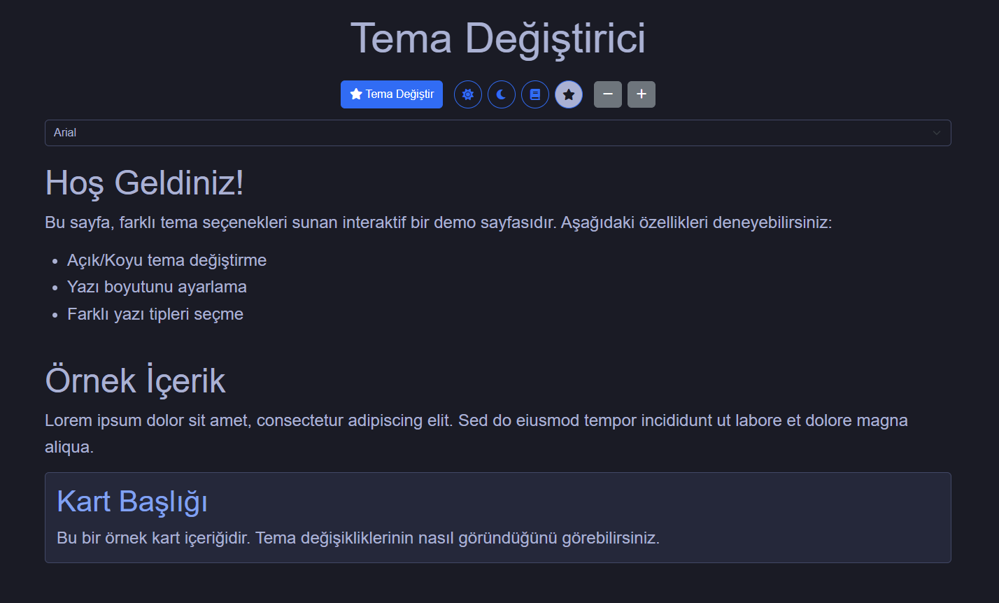 Tema Değiştirici
Tema Değiştir
Arial
Hoş Geldiniz!
Bu sayfa, farklı tema seçenekleri sunan interaktif bir demo sayfasıdır. Aşağıdaki özellikleri deneyebilirsiniz:
• Açık/Koyu tema değiştirme
• Yazı boyutunu ayarlama
• Farklı yazı tipleri seçme
Örnek İçerik
Lorem ipsum dolor sit amet, consectetur adipiscing elit. Sed do eiusmod tempor incididunt ut labore et dolore magna
aliqua.
Kart Başlığı
Bu bir örnek kart içeriğidir. Tema değişikliklerinin nasıl göründüğünü görebilirsiniz.